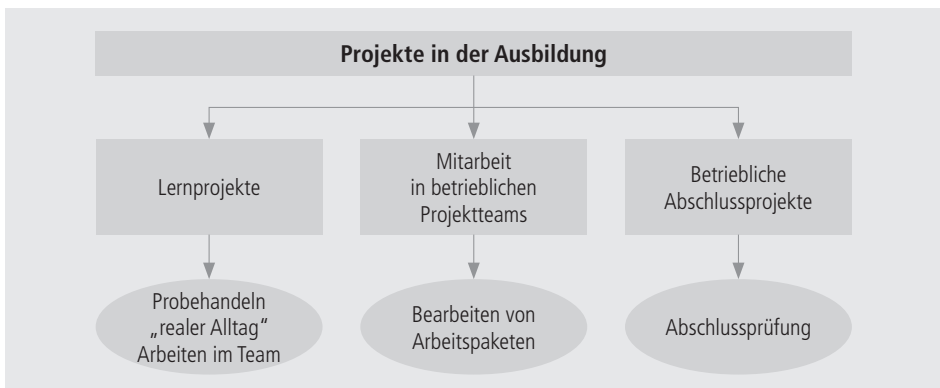 Projekte in der Ausbildung
Lernprojekte
Mitarbeit
in betrieblichen
Projektteams
Betriebliche
Abschlussprojekte
Probehandeln
„realer Alltag“
Arbeiten im Team
Bearbeiten von
Arbeitspaketen
Abschlussprüfung